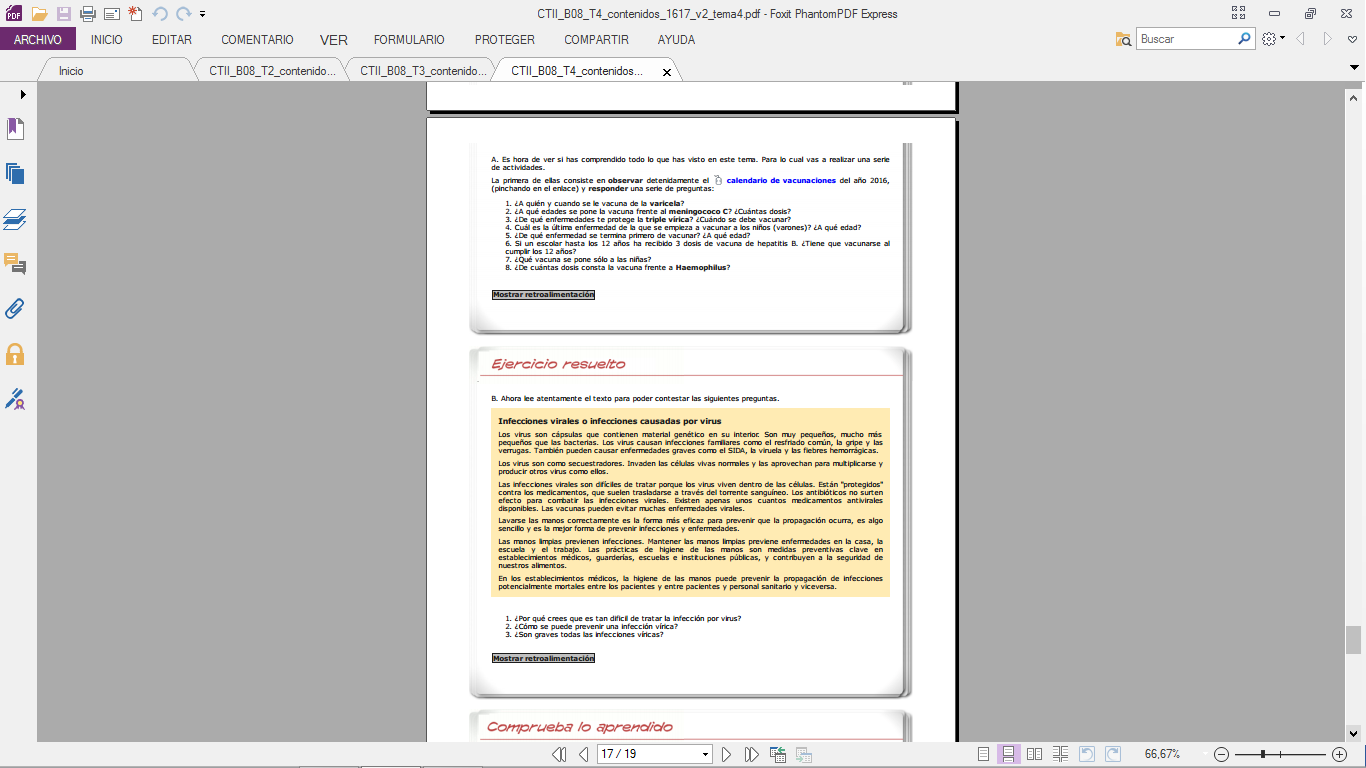 CTII_B08_T4_contenidos_1617_v2_tema4.pdf - Foxit PhantomPDF Express
PDF
ARCHIVO INICIO EDITAR COMENTARIO VER FORMULARIO PROTEGER COMPARTIR AYUDA
Buscar
Inicio CTII_B08_T2_contenido... CTII_B08_T3_contenido... CTII_B08_T4_contenidos...
A. Es hora de ver si has comprendido todo lo que has visto en este tema. Para lo cual vas a realizar una serie
de actividades.
La primera de ellas consiste en observar detenidamente el calendario de vacunaciones del año 2016,
(pinchando en el enlace) y responder una serie de preguntas:
1. ¿A quién y cuando se le vacuna de la varicela?
2. ¿A qué edades se pone la vacuna frente al meningococo C? ¿Cuántas dosis?
3. ¿De qué enfermedades te protege la triple vírica? ¿Cuándo se debe vacunar?
4. Cuál es la última enfermedad de la que se empieza a vacunar a los niños (varones)? ¿A qué edad?
5. ¿De qué enfermedad se termina primero de vacunar? ¿A qué edad?
6. Si un escolar hasta los 12 años ha recibido 3 dosis de vacuna de hepatitis B. ¿Tiene que vacunarse al
cumplir los 12 años?
7. ¿Qué vacuna se pone sólo a las niñas?
8. ¿De cuántas dosis consta la vacuna frente a Haemophilus?
Mostrar retroalimentación
Ejercicio resuelto
B. Ahora lee atentamente el texto para poder contestar las siguientes preguntas.
Infecciones virales o infecciones causadas por virus
Los virus son cápsulas que contienen material genético en su interior. Son muy pequeños, mucho más
pequeños que las bacterias. Los virus causan infecciones familiares como el resfriado común, la gripe y las
verrugas. También pueden causar enfermedades graves como el SIDA, la viruela y las fiebres hemorrágicas.
Los virus son como secuestradores. Invaden las células vivas normales y las aprovechan para multiplicarse y
producir otros virus como ellos.
Las infecciones virales son difíciles de tratar porque los virus viven dentro de las células. Están "protegidos"
contra los medicamentos, que suelen trasladarse a través del torrente sanguíneo. Los antibióticos no surten
efecto para combatir las infecciones virales. Existen apenas unos cuantos medicamentos antivirales
disponibles. Las vacunas pueden evitar muchas enfermedades virales.
Lavarse las manos correctamente es la forma más eficaz para prevenir que la propagación ocurra, es algo
sencillo y es la mejor forma de prevenir infecciones y enfermedades.
Las manos limpias previenen infecciones. Mantener las manos limpias previene enfermedades en la casa, la
escuela y el trabajo. Las prácticas de higiene de las manos son medidas preventivas clave en
establecimientos médicos, guarderías, escuelas e instituciones públicas, y contribuyen a la seguridad de
nuestros alimentos.
En los establecimientos médicos, la higiene de las manos puede prevenir la propagación de infecciones
potencialmente mortales entre los pacientes y entre pacientes y personal sanitario y viceversa.
1. ¿Por qué crees que es tan dificil de tratar la infección por virus?
2. ¿Cómo se puede prevenir una infección vírica?
3. ¿Son graves todas las infecciones víricas?
Mostrar retroalimentación
Comprueba lo aprendido
17 / 19
66,67%